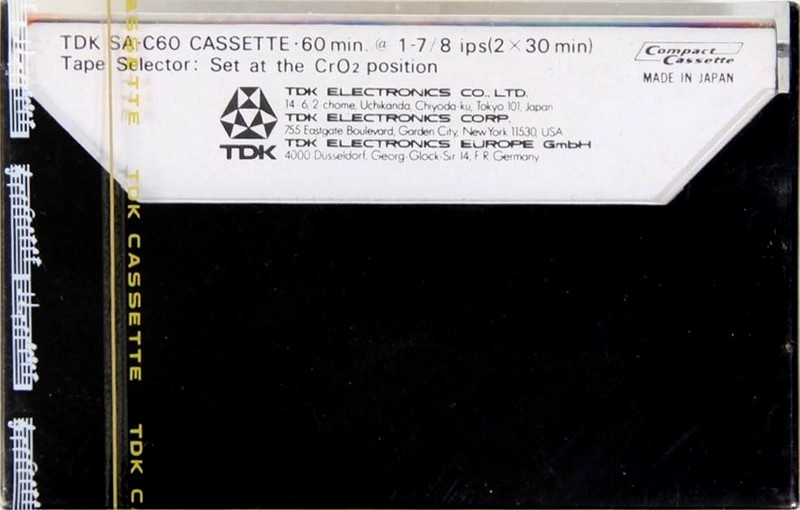 TDK SA-C60 CASSETTE·60 min. @ 1-7/8 ips(2×30 min)
Tape Selector: Set at the CrO2 position
Compact
Cassette
MADE IN JAPAN
TDK ELECTRONICS CO., LTD.
14-6, 2-chome, Uchikanda, Chiyoda-ku, Tokyo 101, Japan
TDK ELECTRONICS CORP.
755 Eastgate Boulevard, Garden City, New York 11530, USA
TDK ELECTRONICS EUROPE GmbH
4000 Dusseldorf, Georg-Glock-Sir 14, F.R. Germany
TDK
SSETTE
TDK CASSETTE
TDK C